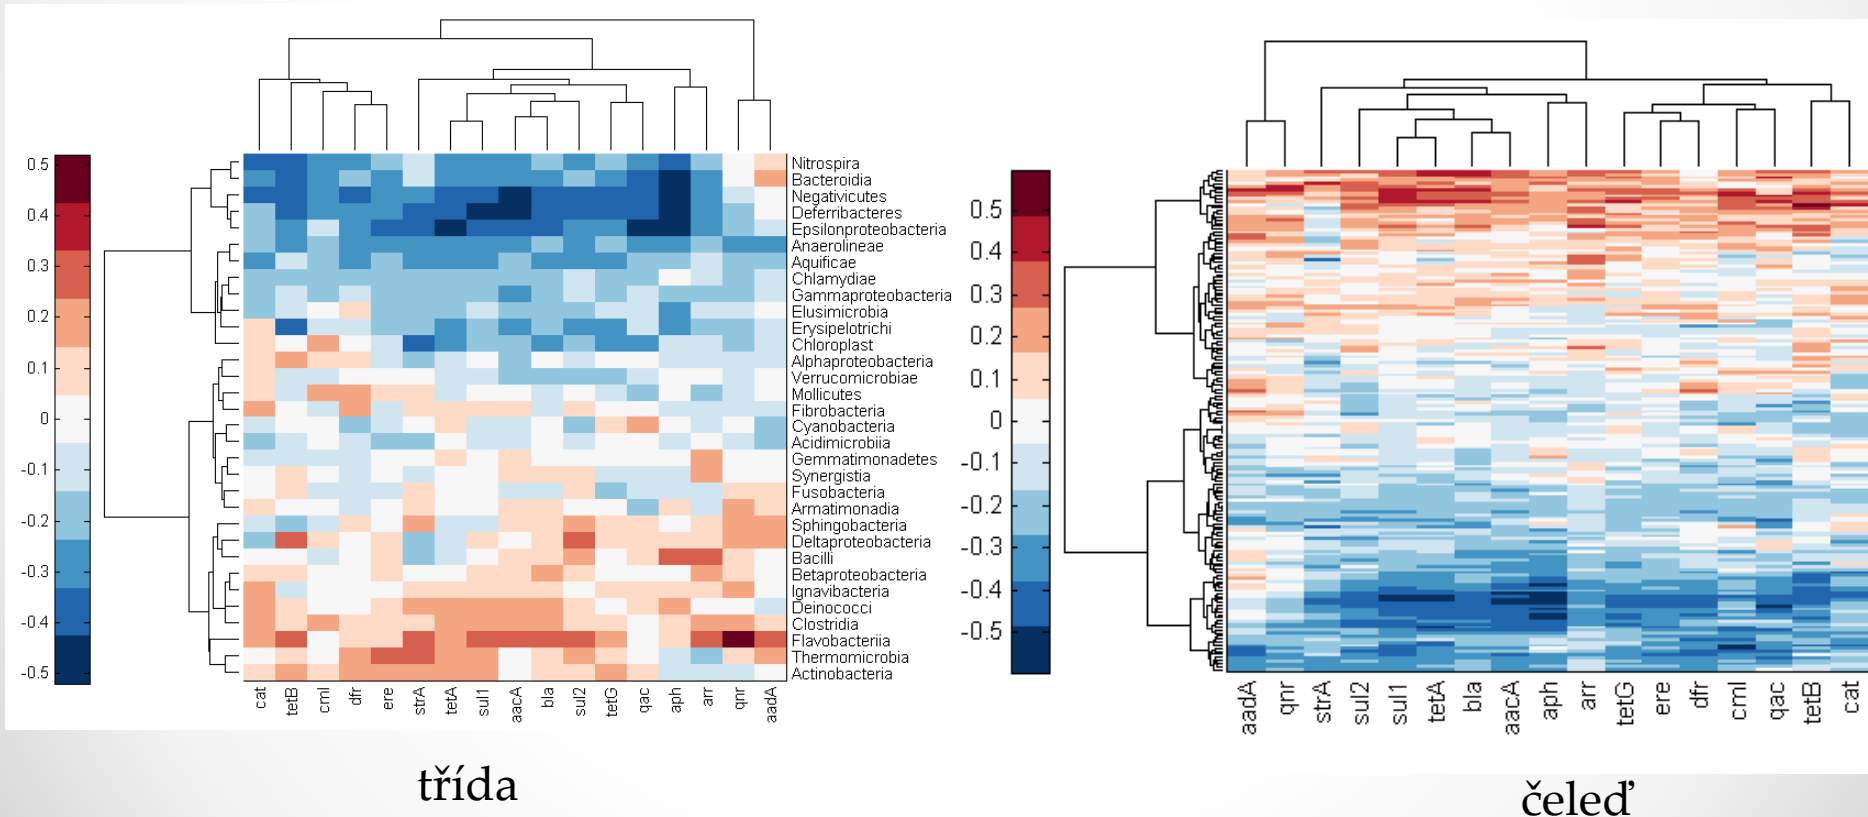 0.5
0.4
0.3
0.2
0.1
0
-0.1
-0.2
-0.3
-0.4
-0.5
Nitrospira
Bacteroidia
Negativicutes
Deferribacteres
Epsilonproteobacteria
Anaerolineae
Aquificae
Chlamydiae
Gammaproteobacteria
Elusimicrobia
Erysipelotrichi
Chloroplast
Alphaproteobacteria
Verrucomicrobiae
Mollicutes
Fibrobacteria
Cyanobacteria
Acidimicrobiia
Gemmatimonadetes
Synergistia
Fusobacteria
Armatimonadia
Sphingobacteria
Deltaproteobacteria
Bacilli
Betaproteobacteria
Ignavibacteria
Deinococci
Clostridia
Flavobacteriia
Thermomicrobia
Actinobacteria
cat tetB cml dfr ere strA tetA sul1 aacA bla sul2 tetG qac aph arr qnr aadA
třída
0.5
0.4
0.3
0.2
0.1
0
-0.1
-0.2
-0.3
-0.4
-0.5
aadA qnr strA sul2 sul1 tetA bla aacA aph arr tetG ere dfr cml qac tetB cat
čeleď